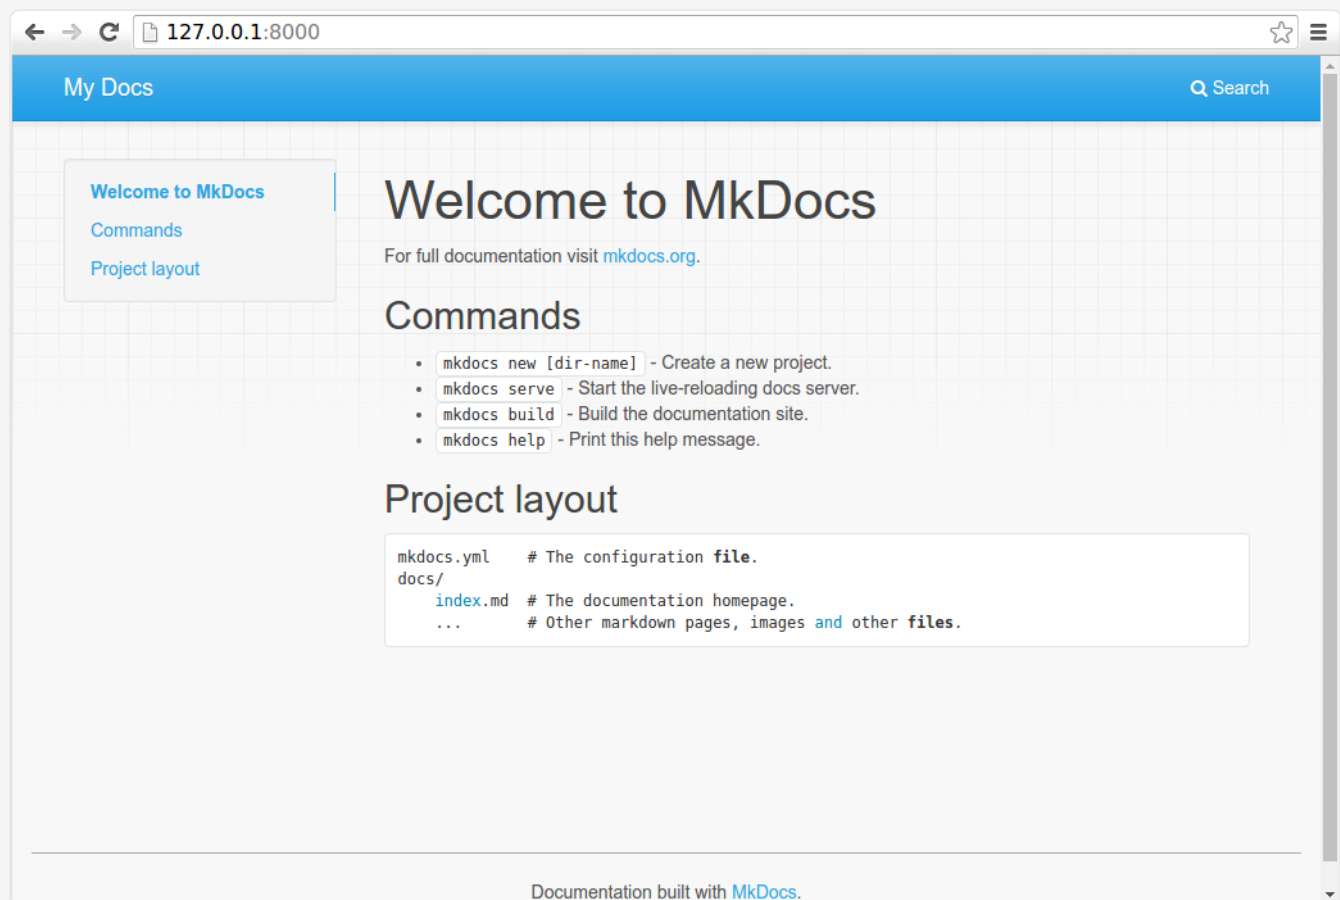 127.0.0.1:8000
My Docs
Search
Welcome to MkDocs
Commands
Project layout
Welcome to MkDocs
For full documentation visit mkdocs.org.
Commands
• mkdocs new [dir-name] - Create a new project.
• mkdocs serve - Start the live-reloading docs server.
• mkdocs build - Build the documentation site.
• mkdocs help - Print this help message.
Project layout
mkdocs.yml    # The configuration file.
docs/
    index.md  # The documentation homepage.
    ...       # Other markdown pages, images and other files.
Documentation built with MkDocs.